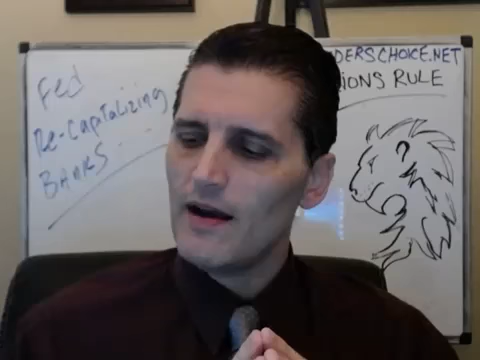 Fed
Re-Capitalizing
BANKS...
DERSCHOICE.NET
IONS RULE